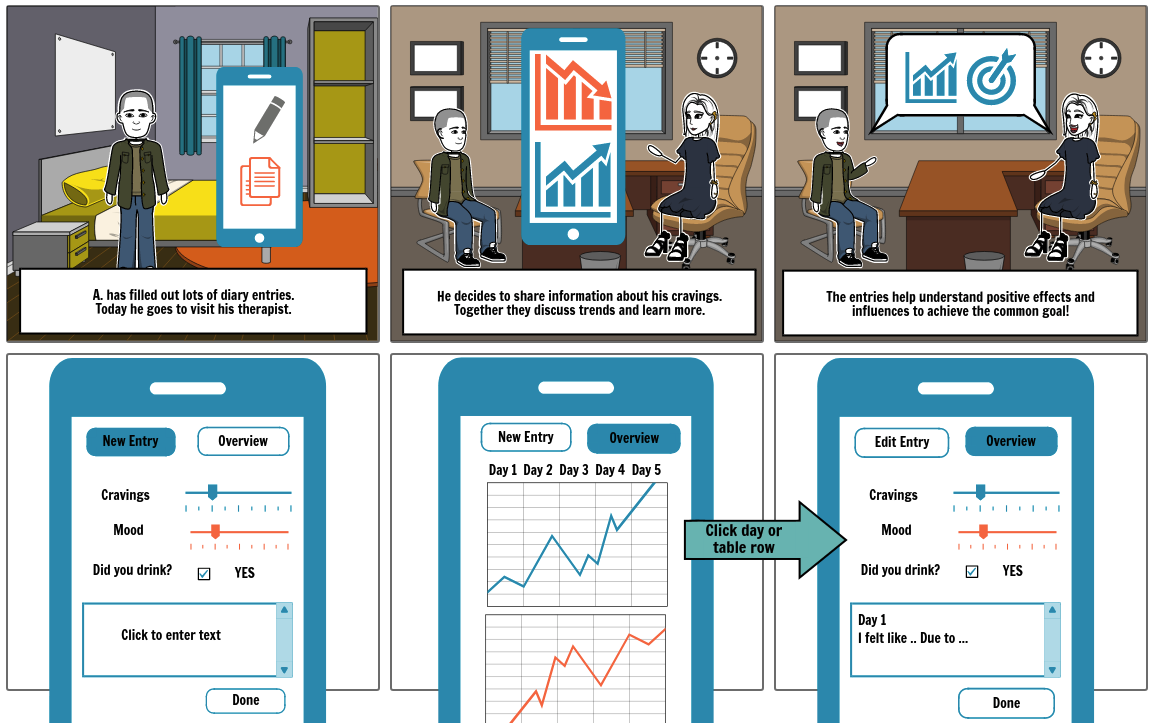 A. has filled out lots of diary entries.
Today he goes to visit his therapist.
He decides to share information about his cravings.
Together they discuss trends and learn more.
The entries help understand positive effects and
influences to achieve the common goal!
New Entry
Overview
Cravings
Mood
Did you drink?
YES
Click to enter text
Done
New Entry
Overview
Day 1 Day 2 Day 3 Day 4 Day 5
Click day or
table row
Edit Entry
Overview
Cravings
Mood
Did you drink?
YES
Day 1
I felt like .. Due to ...
Done